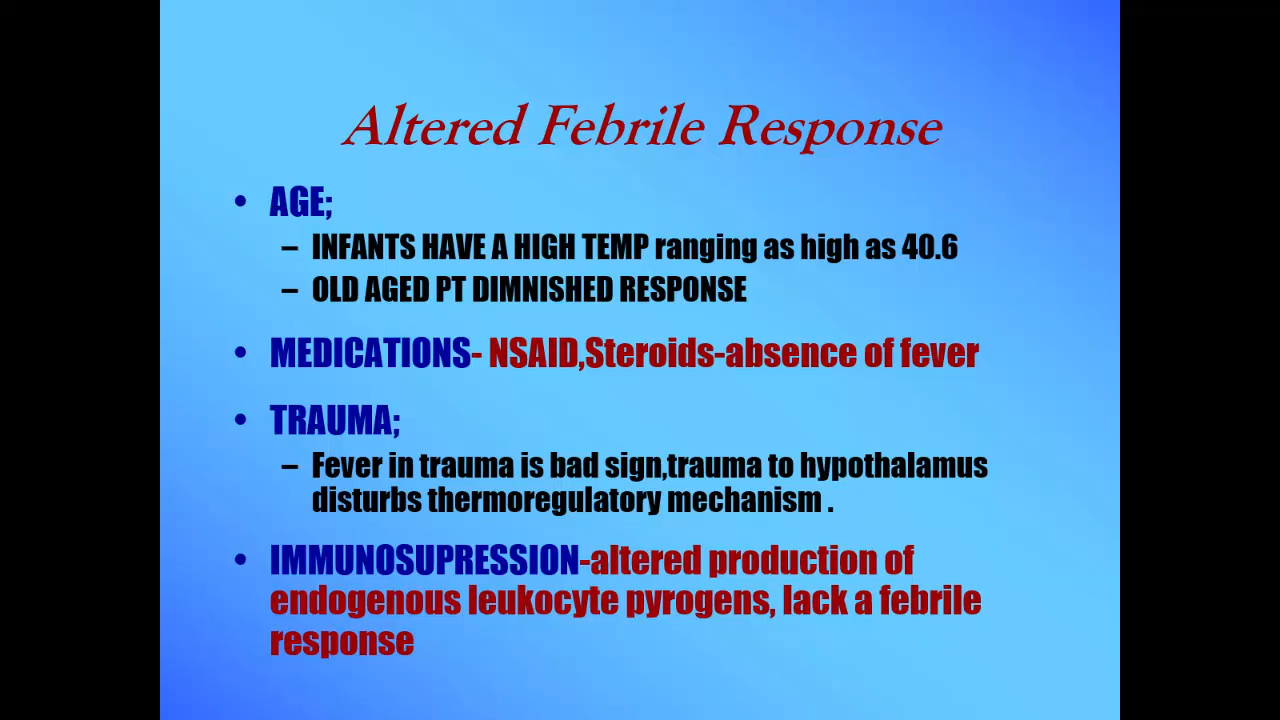 Altered Febrile Response
• AGE;
– INFANTS HAVE A HIGH TEMP ranging as high as 40.6
– OLD AGED PT DIMNISHED RESPONSE
• MEDICATIONS- NSAID,Steroids-absence of fever
• TRAUMA;
– Fever in trauma is bad sign,trauma to hypothalamus
disturbs thermoregulatory mechanism .
• IMMUNOSUPRESSION-altered production of
endogenous leukocyte pyrogens, lack a febrile
response